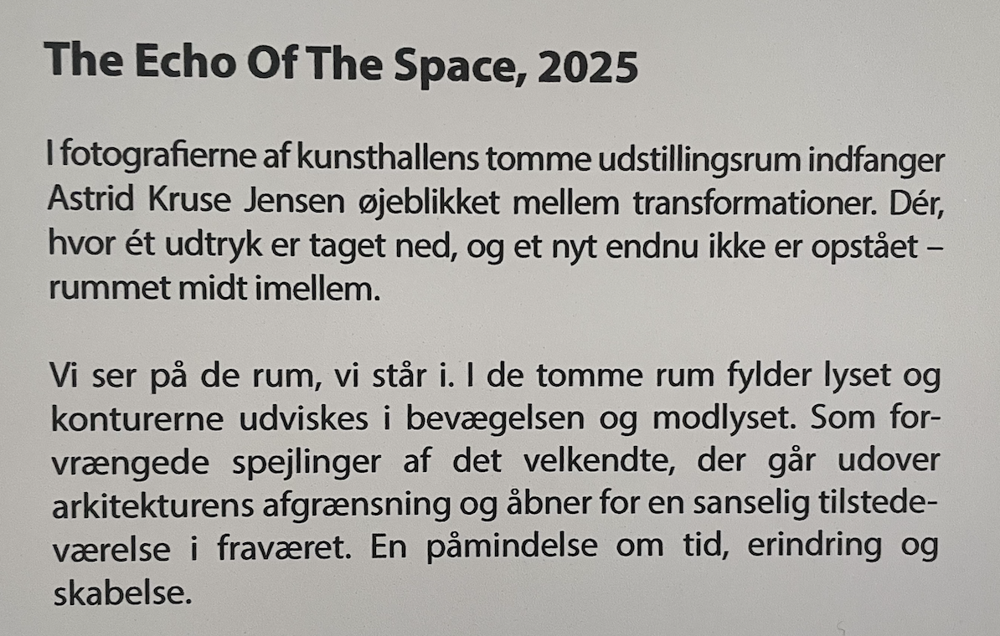 The Echo Of The Space, 2025
I fotografierne af kunsthallens tomme udstillingsrum indfanger
Astrid Kruse Jensen øjeblikket mellem transformationer. Dér,
hvor ét udtryk er taget ned, og et nyt endnu ikke er opstået –
rummet midt imellem.
Vi ser på de rum, vi står i. I de tomme rum fylder lyset og
konturerne udviskes i bevægelsen og modlyset. Som for-
vrængede spejlinger af det velkendte, der går udover
arkitekturens afgrænsning og åbner for en sanselig tilstede-
værelse i fraværet. En påmindelse om tid, erindring og
skabelse.